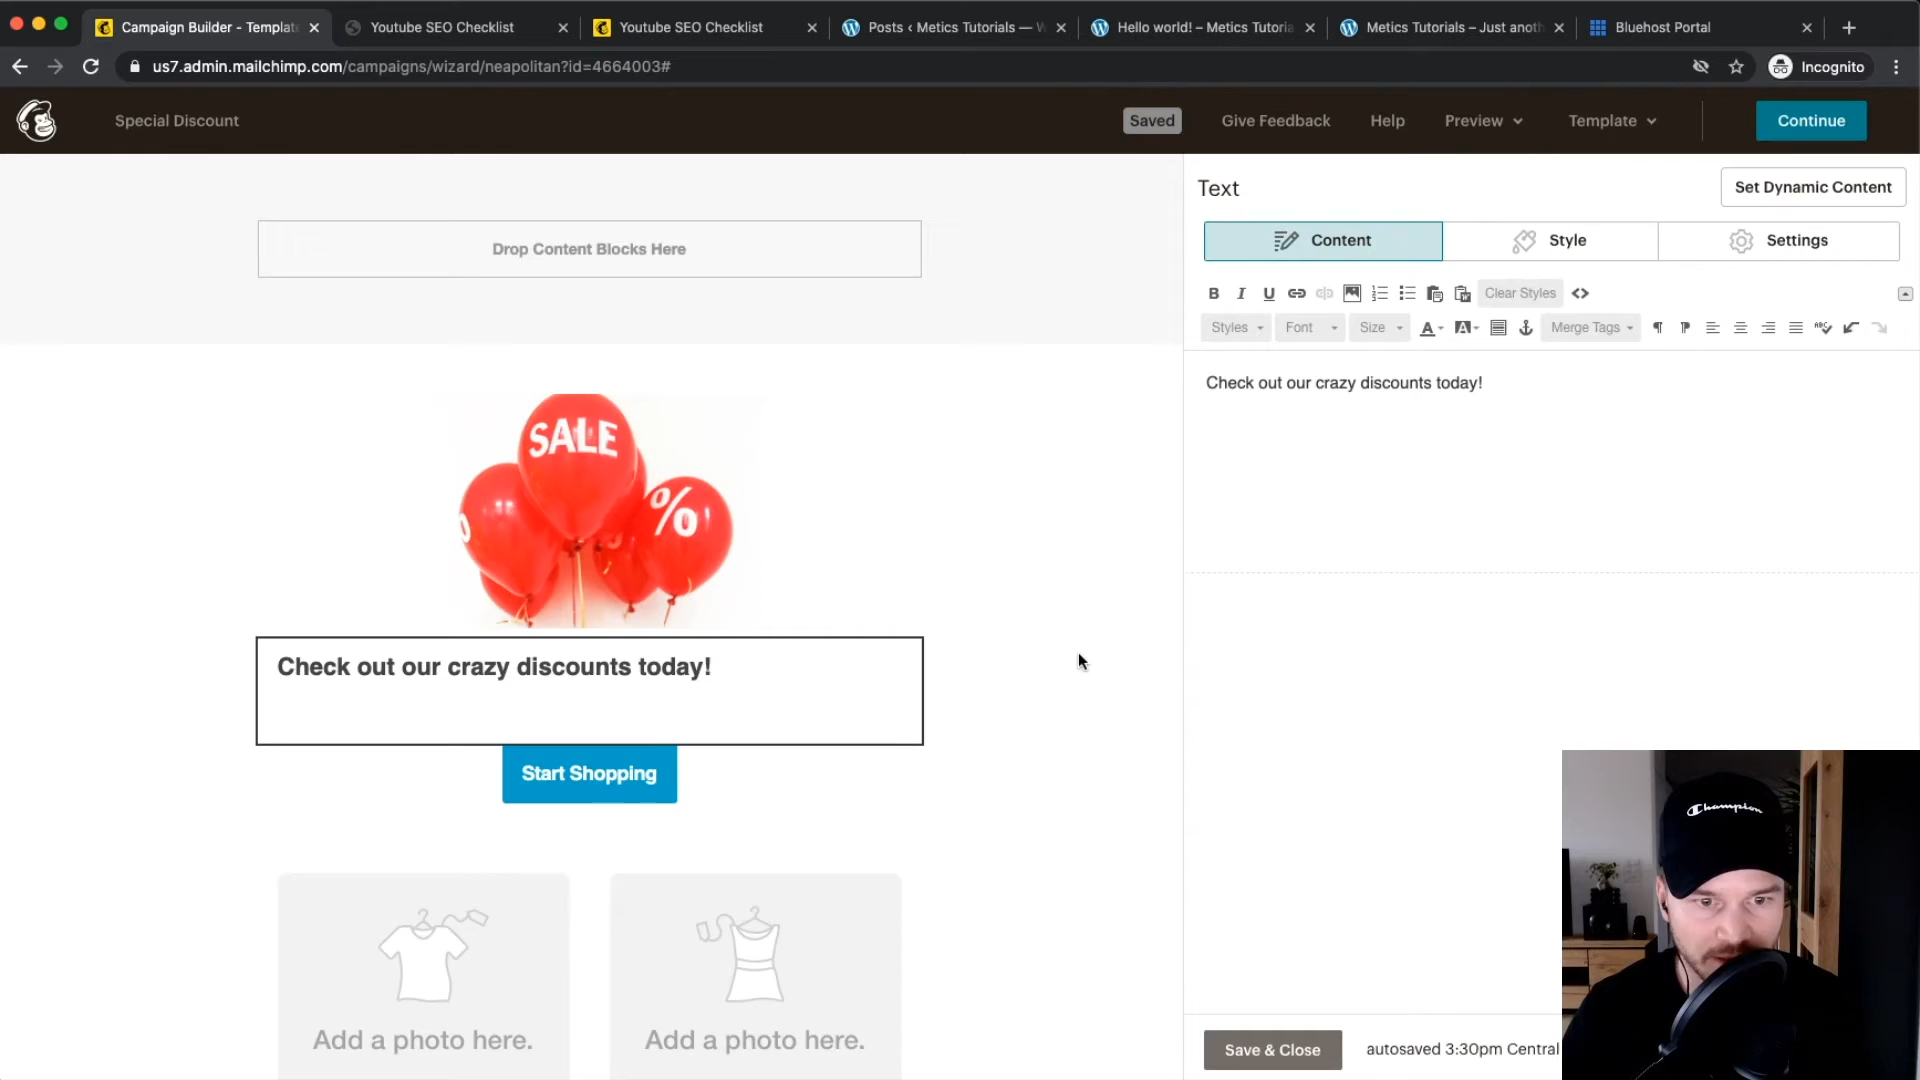 Campaign Builder - Templat
Youtube SEO Checklist
Youtube SEO Checklist
Posts ‹ Metics Tutorials — W
Hello world! – Metics Tutoria
Metics Tutorials – Just anoth
Bluehost Portal
us7.admin.mailchimp.com/campaigns/wizard/neapolitan?id=4664003#
Incognito
Special Discount
Saved
Give Feedback
Help
Preview
Template
Continue
Text
Set Dynamic Content
Drop Content Blocks Here
Content
Style
Settings
B I U
Clear Styles
Styles
Font
Size
A
A
Merge Tags
ABC
Check out our crazy discounts today!
SALE
%
Check out our crazy discounts today!
Start Shopping
Add a photo here.
Add a photo here.
Save & Close
autosaved 3:30pm Central
Champion